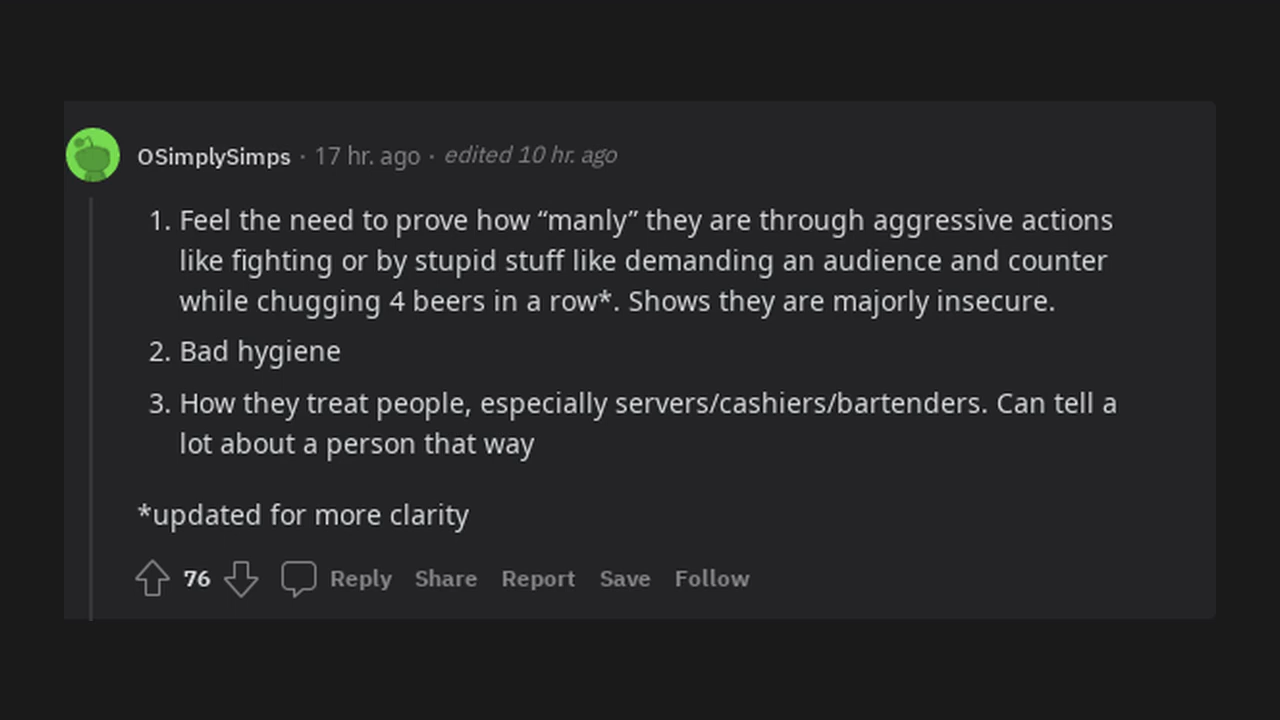 OSimplySimps · 17 hr. ago · edited 10 hr. ago
1. Feel the need to prove how “manly” they are through aggressive actions
like fighting or by stupid stuff like demanding an audience and counter
while chugging 4 beers in a row*. Shows they are majorly insecure.
2. Bad hygiene
3. How they treat people, especially servers/cashiers/bartenders. Can tell a
lot about a person that way
*updated for more clarity
76 Reply Share Report Save Follow